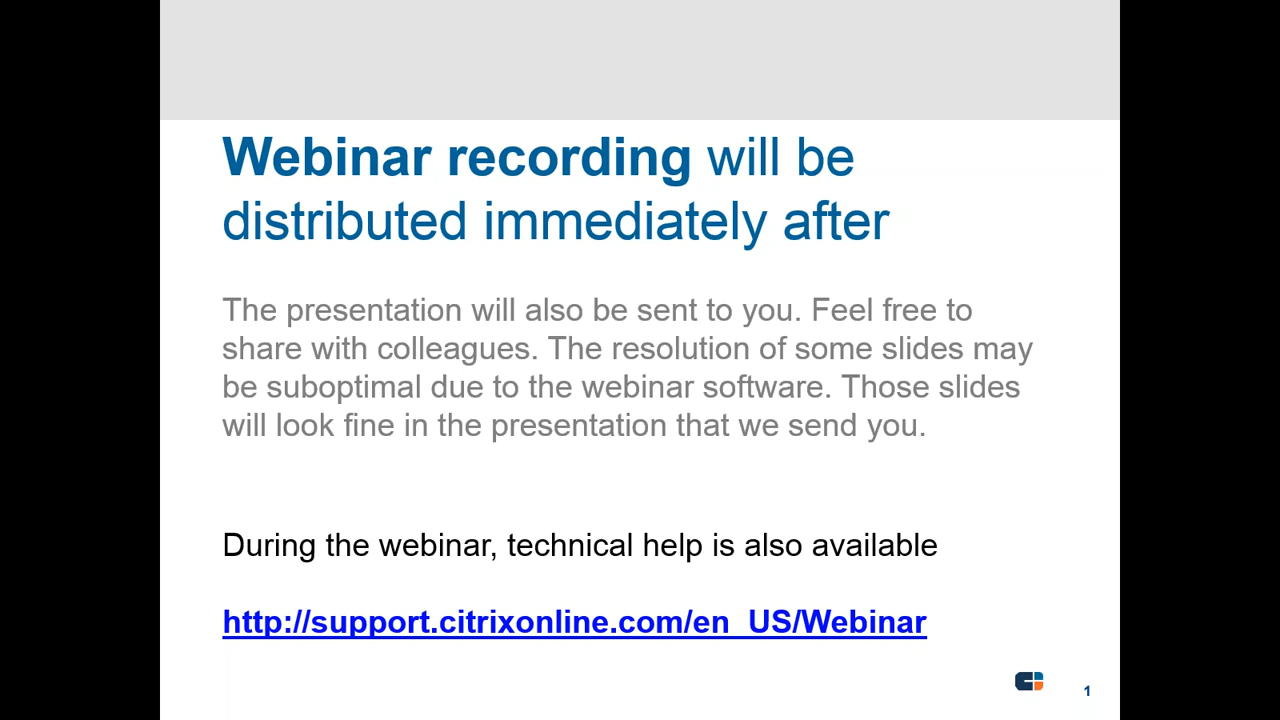 Webinar recording will be
distributed immediately after
The presentation will also be sent to you. Feel free to
share with colleagues. The resolution of some slides may
be suboptimal due to the webinar software. Those slides
will look fine in the presentation that we send you.
During the webinar, technical help is also available
http://support.citrixonline.com/en_US/Webinar
1